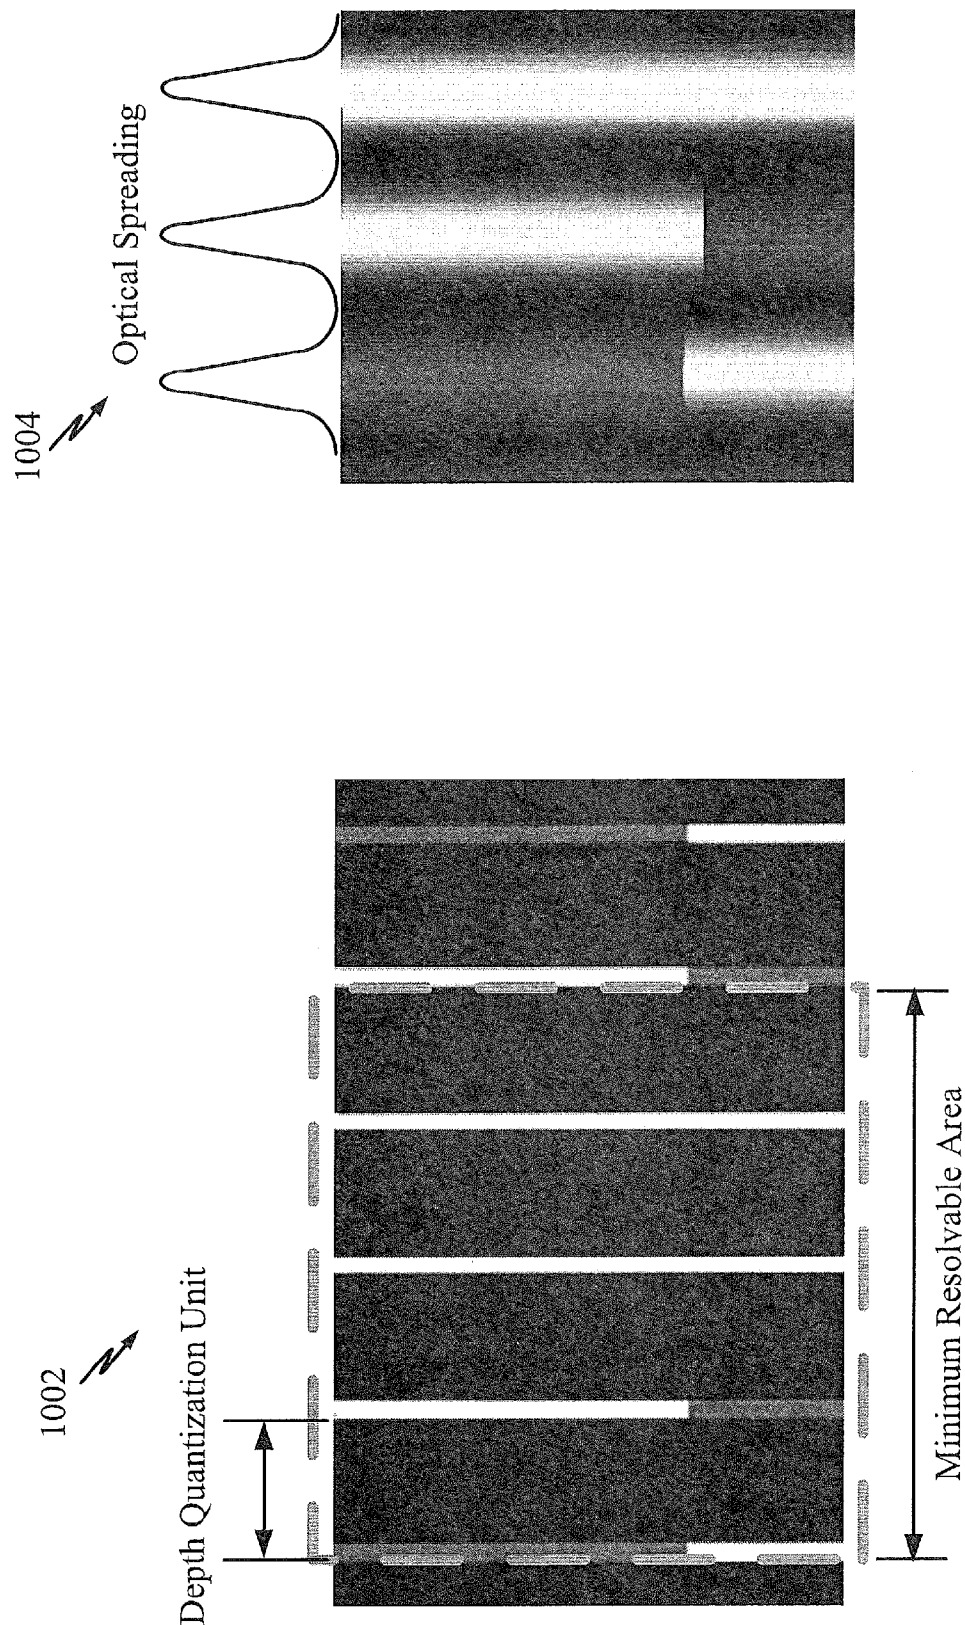 1002
Depth Quantization Unit
Minimum Resolvable Area
1004
Optical Spreading